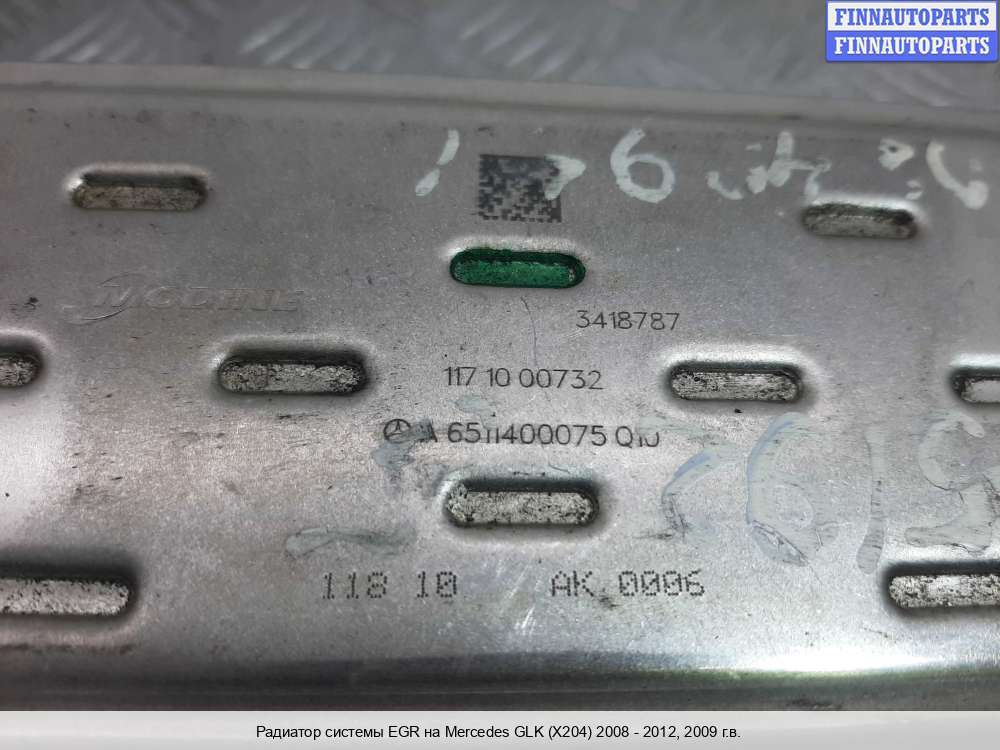 FINNAUTOPARTS
FINNAUTOPARTS
MODINE
3418787
117 10 00732
A 6511400075 Q10
118 10 AK 0006
Радиатор системы EGR на Mercedes GLK (X204) 2008 - 2012, 2009 г.в.